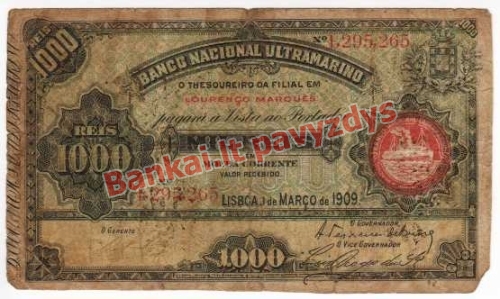 1000
REIS
Nº 1,295,265
1000
BANCO NACIONAL ULTRAMARINO
O THESOUREIRO DA FILIAL EM
LOURENÇO MARQUES
pagará á Vista ao Portador
REIS
1000
Bankai.lt pavyzdys
CORRENTE
VALOR RECEBIDO.
1,295,265
LISBOA, 1 DE MARÇO DE 1909.
O GERENTE
O GOVERNADOR
O VICE GOVERNADOR
1000